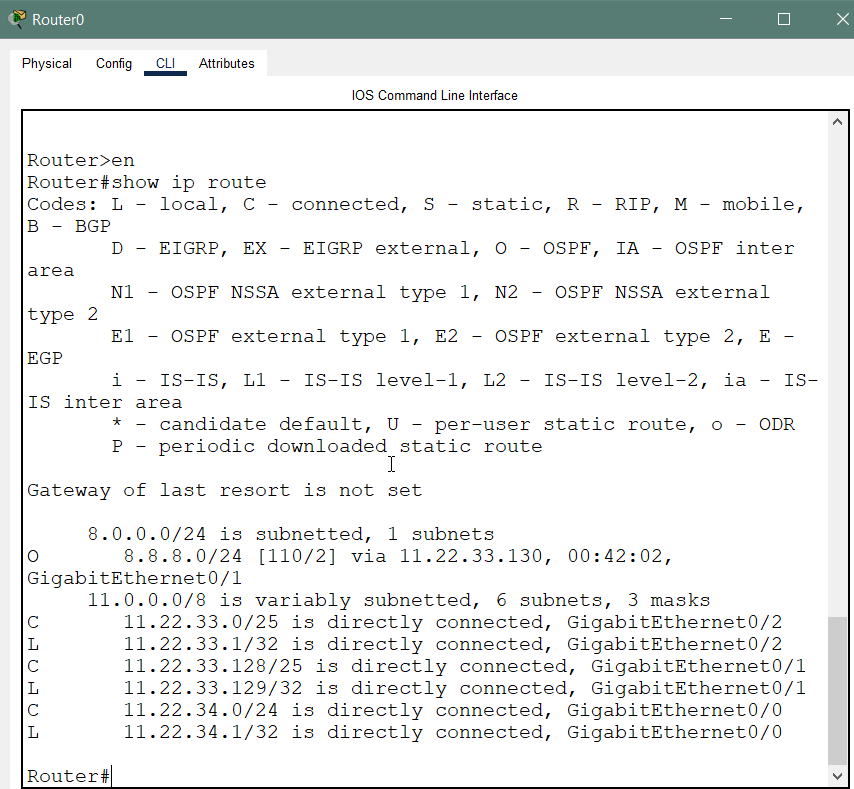 Router0
Physical Config CLI Attributes
IOS Command Line Interface
Router>en
Router#show ip route
Codes: L - local, C - connected, S - static, R - RIP, M - mobile,
B - BGP
       D - EIGRP, EX - EIGRP external, O - OSPF, IA - OSPF inter
area
       N1 - OSPF NSSA external type 1, N2 - OSPF NSSA external
type 2
       E1 - OSPF external type 1, E2 - OSPF external type 2, E -
EGP
       i - IS-IS, L1 - IS-IS level-1, L2 - IS-IS level-2, ia - IS-
IS inter area
       * - candidate default, U - per-user static route, o - ODR
       P - periodic downloaded static route
Gateway of last resort is not set
     8.0.0.0/24 is subnetted, 1 subnets
O       8.8.8.0/24 [110/2] via 11.22.33.130, 00:42:02,
GigabitEthernet0/1
     11.0.0.0/8 is variably subnetted, 6 subnets, 3 masks
C       11.22.33.0/25 is directly connected, GigabitEthernet0/2
L       11.22.33.1/32 is directly connected, GigabitEthernet0/2
C       11.22.33.128/25 is directly connected, GigabitEthernet0/1
L       11.22.33.129/32 is directly connected, GigabitEthernet0/1
C       11.22.34.0/24 is directly connected, GigabitEthernet0/0
L       11.22.34.1/32 is directly connected, GigabitEthernet0/0
Router#